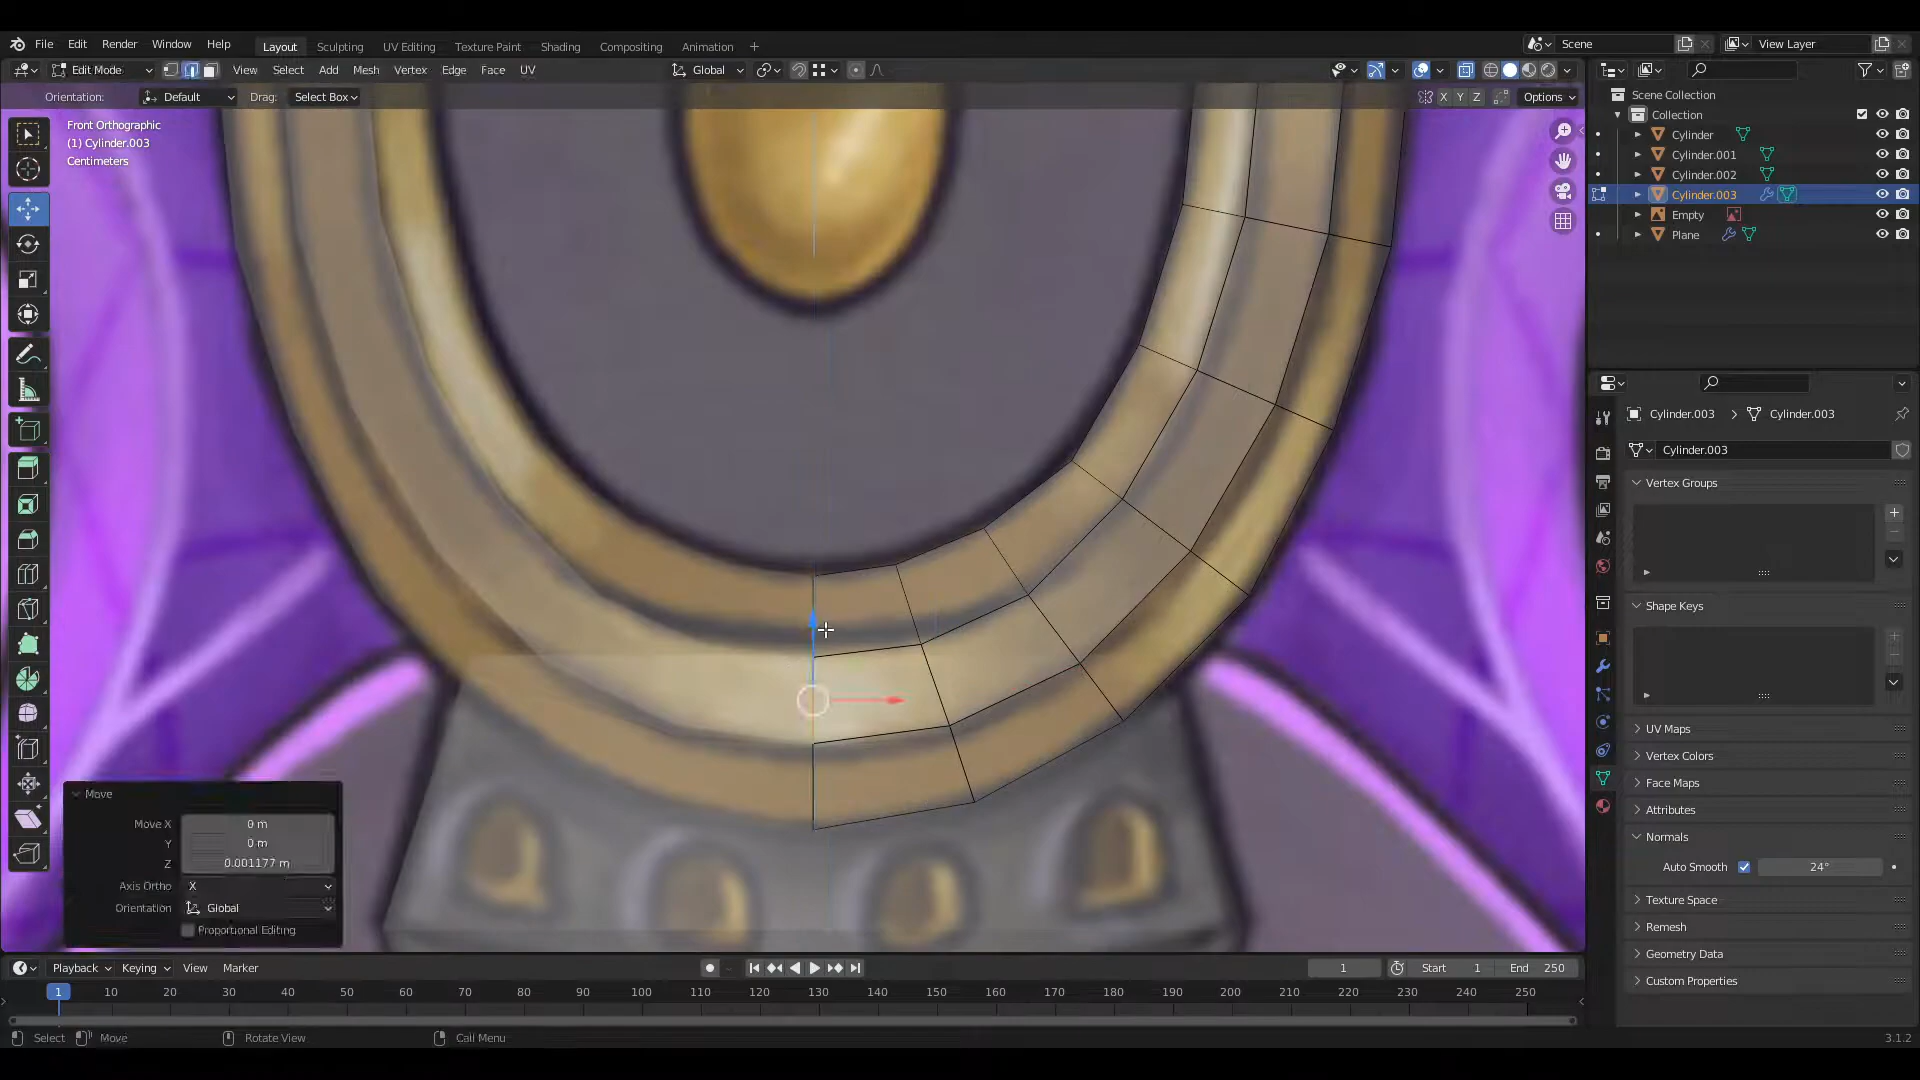 File Edit Render Window Help Layout Sculpting UV Editing Texture Paint Shading Compositing Animation + Scene View Layer
Edit Mode View Select Add Mesh Vertex Edge Face UV Global
Orientation: Default Drag: Select Box X Y Z Options
Front Orthographic
(1) Cylinder.003
Centimeters
Scene Collection
Collection
Cylinder
Cylinder.001
Cylinder.002
Cylinder.003
Empty
Plane
Cylinder.003 > Cylinder.003
Cylinder.003
Vertex Groups
Shape Keys
UV Maps
Vertex Colors
Face Maps
Attributes
Normals
Auto Smooth 24°
Texture Space
Remesh
Geometry Data
Custom Properties
Move
Move X 0 m
Y 0 m
Z 0.001177 m
Axis Ortho X
Orientation Global
Proportional Editing
Playback Keying View Marker 1 Start 1 End 250
1 10 20 30 40 50 60 70 80 90 100 110 120 130 140 150 160 170 180 190 200 210 220 230 240 250
Select Move Rotate View Call Menu 3.1.2